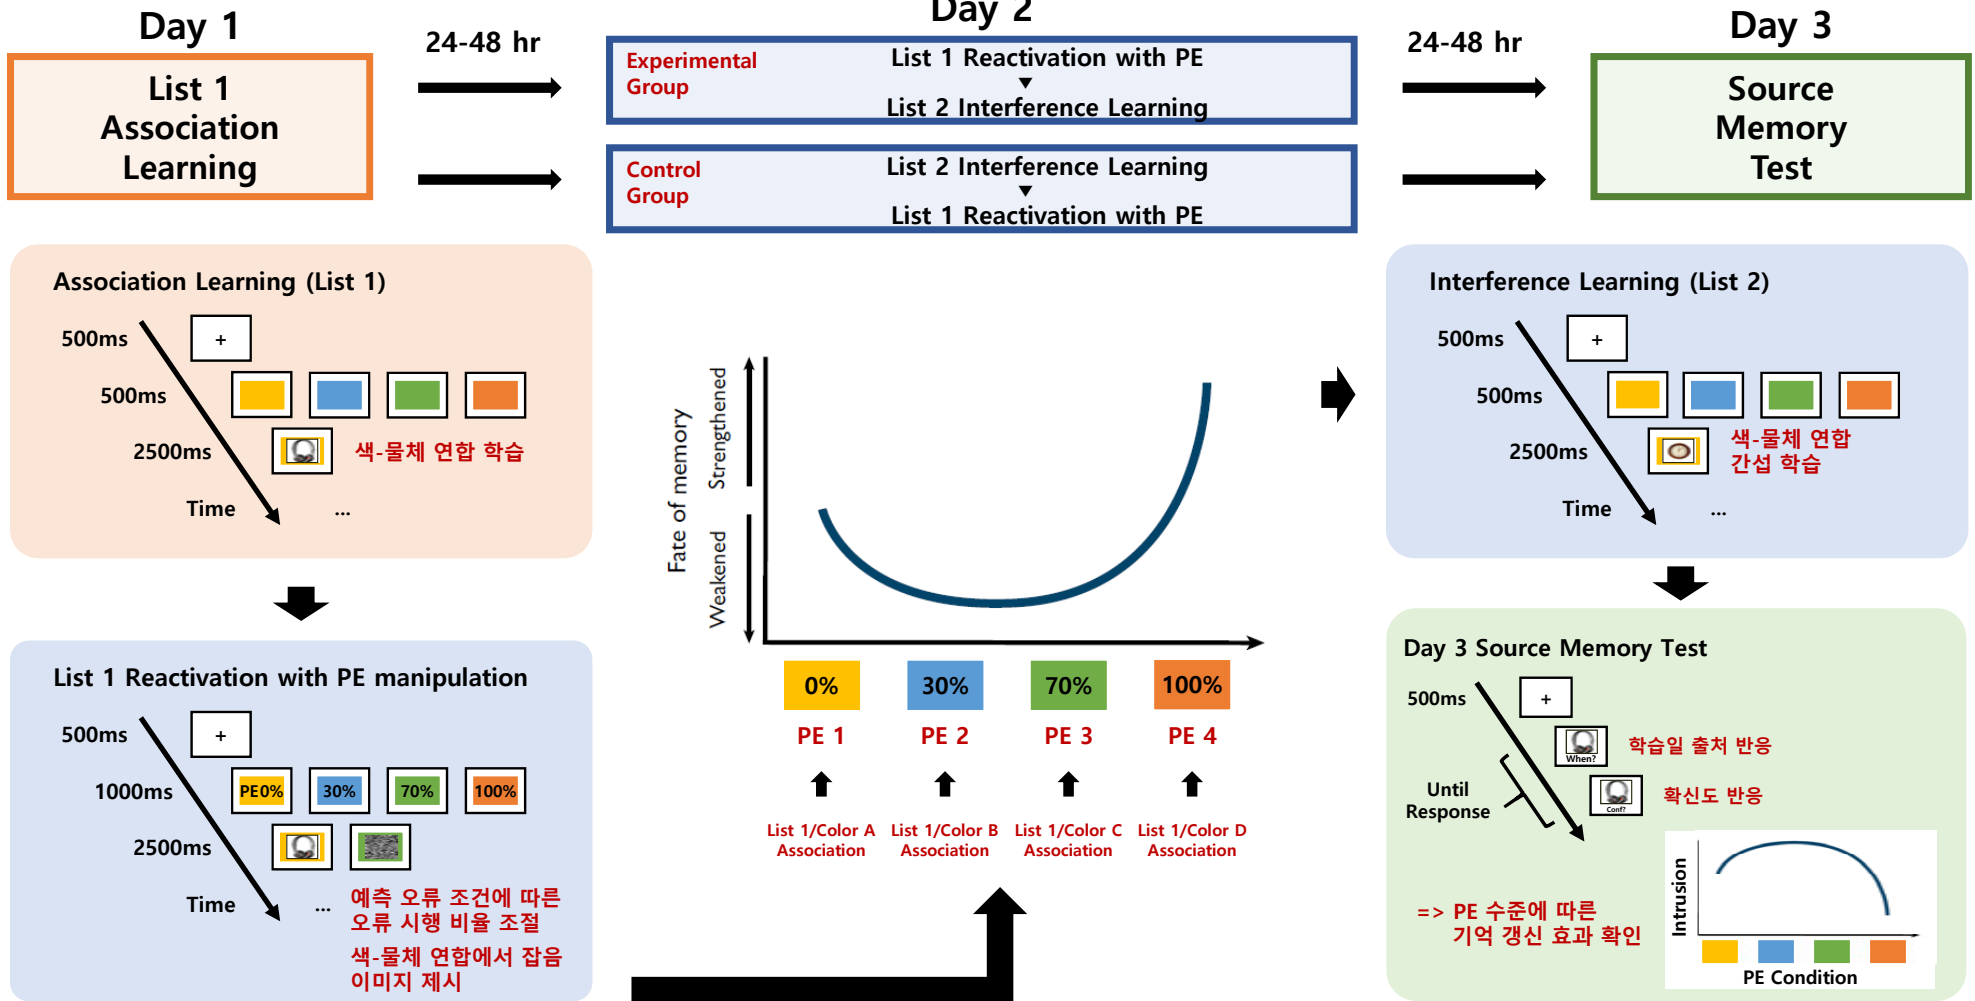 Day 1
24-48 hr
Day 2
24-48 hr
Day 3
List 1
Association
Learning
Experimental
Group
List 1 Reactivation with PE
List 2 Interference Learning
Control
Group
List 2 Interference Learning
List 1 Reactivation with PE
Source
Memory
Test
Association Learning (List 1)
500ms
+
500ms
2500ms
색-물체 연합 학습
Time
...
List 1 Reactivation with PE manipulation
500ms
+
1000ms
PE0%
30%
70%
100%
2500ms
Time
...
예측 오류 조건에 따른
오류 시행 비율 조절
색-물체 연합에서 잡음
이미지 제시
Fate of memory
Strengthened
Weakened
0%
30%
70%
100%
PE 1
PE 2
PE 3
PE 4
List 1/Color A
Association
List 1/Color B
Association
List 1/Color C
Association
List 1/Color D
Association
Interference Learning (List 2)
500ms
+
500ms
2500ms
색-물체 연합
간섭 학습
Time
...
Day 3 Source Memory Test
500ms
+
When?
학습일 출처 반응
Until
Response
Conf?
확신도 반응
=> PE 수준에 따른
기억 갱신 효과 확인
Intrusion
PE Condition